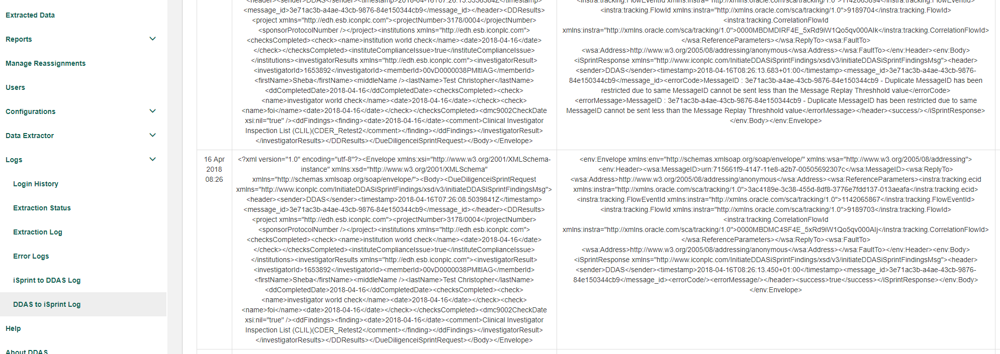 Extracted Data
Reports
Manage Reassignments
Users
Configurations
Data Extractor
Logs
Login History
Extraction Status
Extraction Log
Error Logs
iSprint to DDAS Log
DDAS to iSprint Log
Help
About DDAS
<header><sender>DDAS</sender><timestamp>2018-04-16T07:26:13.5356384Z</timestamp>
<message_id>3e71ac3b-a4ae-43cb-9876-84e150344cb9</message_id></header><DDResults>
<project xmlns="http://edh.esb.iconplc.com"><projectNumber>3178/0004</projectNumber>
<sponsorProtocolNumber /></project><institutions xmlns="http://edh.esb.iconplc.com">
<checksCompleted><check><name>institution world check</name><date>2018-04-16</date>
</check></checksCompleted><instituteComplianceIssue>true</instituteComplianceIssue>
</institutions><investigatorResults xmlns="http://edh.esb.iconplc.com"><investigatorResult>
<investigatorId>1653892</investigatorId><memberId>00vD0000038PMltIAG</memberId>
<firstName>Sheba</firstName><middleName /><lastName>Test Christopher</lastName>
<ddCompletedDate>2018-04-16</ddCompletedDate><checksCompleted><check>
<name>investigator world check</name><date>2018-04-16</date></check><check>
<name>foi</name><date>2018-04-16</date></check></checksCompleted><dmc9002CheckDate
xsi:nil="true" /><ddFindings><finding><date>2018-04-16</date><comment>Clinical Investigator
Inspection List (CLIL)(CDER_Retest2</comment></finding></ddFindings></investigatorResult>
</investigatorResults></DDResults></DueDiligenceiSprintRequest></Body></Envelope>
<instra:tracking.FlowEventId xmlns:instra="http://xmlns.oracle.com/sca/tracking/1.0">1142065894</instra:tracking.FlowEventId>
<instra:tracking.FlowId xmlns:instra="http://xmlns.oracle.com/sca/tracking/1.0">9189704</instra:tracking.FlowId>
<instra:tracking.CorrelationFlowId
xmlns:instra="http://xmlns.oracle.com/sca/tracking/1.0">0000MBDMDIRF4E_5xRd9iW1Qo5qv000AIk</instra:tracking.CorrelationFlowId>
</wsa:ReferenceParameters></wsa:ReplyTo><wsa:FaultTo>
<wsa:Address>http://www.w3.org/2005/08/addressing/anonymous</wsa:Address></wsa:FaultTo></env:Header><env:Body>
<iSprintResponse xmlns="http://www.iconplc.com/InitiateDDASiSprintFindings/xsd/v3/initiateDDASiSprintFindingsMsg"><header>
<sender>DDAS</sender><timestamp>2018-04-16T08:26:13.683+01:00</timestamp><message_id>3e71ac3b-a4ae-43cb-9876-
84e150344cb9</message_id><errorCode>MessageID : 3e71ac3b-a4ae-43cb-9876-84e150344cb9 - Duplicate MessageID has been
restricted due to same MessageID cannot be sent less than the Message Replay Threshhold value</errorCode>
<errorMessage>MessageID : 3e71ac3b-a4ae-43cb-9876-84e150344cb9 - Duplicate MessageID has been restricted due to same
MessageID cannot be sent less than the Message Replay Threshhold value</errorMessage></header><success/></iSprintResponse>
</env:Body></env:Envelope>
16 Apr
2018
08:26
<?xml version="1.0" encoding="utf-8"?><Envelope xmlns:xsi="http://www.w3.org/2001/XMLSchema-
instance" xmlns:xsd="http://www.w3.org/2001/XMLSchema"
xmlns="http://schemas.xmlsoap.org/soap/envelope/"><Body><DueDiligenceiSprintRequest
xmlns="http://www.iconplc.com/InitiateDDASiSprintFindings/xsd/v3/initiateDDASiSprintFindingsMsg">
<header><sender>DDAS</sender><timestamp>2018-04-16T07:26:08.5039841Z</timestamp>
<message_id>3e71ac3b-a4ae-43cb-9876-84e150344cb9</message_id></header><DDResults>
<project xmlns="http://edh.esb.iconplc.com"><projectNumber>3178/0004</projectNumber>
<sponsorProtocolNumber /></project><institutions xmlns="http://edh.esb.iconplc.com">
<checksCompleted><check><name>institution world check</name><date>2018-04-16</date>
</check></checksCompleted><instituteComplianceIssue>true</instituteComplianceIssue>
</institutions><investigatorResults xmlns="http://edh.esb.iconplc.com"><investigatorResult>
<investigatorId>1653892</investigatorId><memberId>00vD0000038PMltIAG</memberId>
<firstName>Sheba</firstName><middleName /><lastName>Test Christopher</lastName>
<ddCompletedDate>2018-04-16</ddCompletedDate><checksCompleted><check>
<name>investigator world check</name><date>2018-04-16</date></check><check>
<name>foi</name><date>2018-04-16</date></check></checksCompleted><dmc9002CheckDate
xsi:nil="true" /><ddFindings><finding><date>2018-04-16</date><comment>Clinical Investigator
Inspection List (CLIL)(CDER_Retest2</comment></finding></ddFindings></investigatorResult>
</investigatorResults></DDResults></DueDiligenceiSprintRequest></Body></Envelope>
<env:Envelope xmlns:env="http://schemas.xmlsoap.org/soap/envelope/" xmlns:wsa="http://www.w3.org/2005/08/addressing">
<env:Header><wsa:MessageID>urn:715661f9-4147-11e8-a2b7-00505692307c</wsa:MessageID><wsa:ReplyTo>
<wsa:Address>http://www.w3.org/2005/08/addressing/anonymous</wsa:Address><wsa:ReferenceParameters><instra:tracking.ecid
xmlns:instra="http://xmlns.oracle.com/sca/tracking/1.0">3ac4189e-3c38-455d-8df8-3776e7fdd137-013aeafa</instra:tracking.ecid>
<instra:tracking.FlowEventId xmlns:instra="http://xmlns.oracle.com/sca/tracking/1.0">1142065867</instra:tracking.FlowEventId>
<instra:tracking.FlowId xmlns:instra="http://xmlns.oracle.com/sca/tracking/1.0">9189703</instra:tracking.FlowId>
<instra:tracking.CorrelationFlowId
xmlns:instra="http://xmlns.oracle.com/sca/tracking/1.0">0000MBDMC4SF4E_5xRd9iW1Qo5qv000AIj</instra:tracking.CorrelationFlowId>
</wsa:ReferenceParameters></wsa:ReplyTo><wsa:FaultTo>
<wsa:Address>http://www.w3.org/2005/08/addressing/anonymous</wsa:Address></wsa:FaultTo></env:Header><env:Body>
<iSprintResponse xmlns="http://www.iconplc.com/InitiateDDASiSprintFindings/xsd/v3/initiateDDASiSprintFindingsMsg"><header>
<sender>DDAS</sender><timestamp>2018-04-16T08:26:13.450+01:00</timestamp><message_id>3e71ac3b-a4ae-43cb-9876-
84e150344cb9</message_id><errorCode/><errorMessage/></header><success>true</success></iSprintResponse></env:Body>
</env:Envelope>